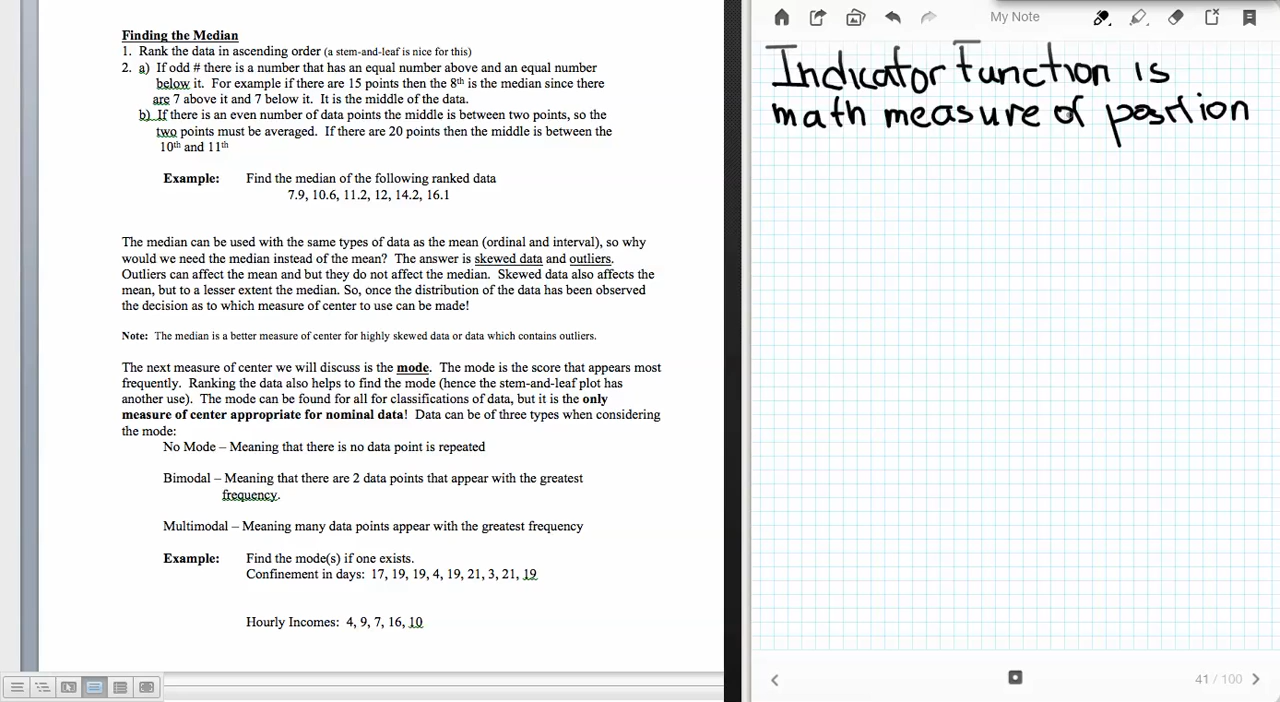 Finding the Median
1. Rank the data in ascending order (a stem-and-leaf is nice for this)
2. a) If odd # there is a number that has an equal number above and an equal number
below it. For example if there are 15 points then the 8th is the median since there
are 7 above it and 7 below it. It is the middle of the data.
b) If there is an even number of data points the middle is between two points, so the
two points must be averaged. If there are 20 points then the middle is between the
10th and 11th
Example: Find the median of the following ranked data
7.9, 10.6, 11.2, 12, 14.2, 16.1
The median can be used with the same types of data as the mean (ordinal and interval), so why
would we need the median instead of the mean? The answer is skewed data and outliers.
Outliers can affect the mean and but they do not affect the median. Skewed data also affects the
mean, but to a lesser extent the median. So, once the distribution of the data has been observed
the decision as to which measure of center to use can be made!
Note: The median is a better measure of center for highly skewed data or data which contains outliers.
The next measure of center we will discuss is the mode. The mode is the score that appears most
frequently. Ranking the data also helps to find the mode (hence the stem-and-leaf plot has
another use). The mode can be found for all for classifications of data, but it is the only
measure of center appropriate for nominal data! Data can be of three types when considering
the mode:
No Mode – Meaning that there is no data point is repeated
Bimodal – Meaning that there are 2 data points that appear with the greatest
frequency.
Multimodal – Meaning many data points appear with the greatest frequency
Example: Find the mode(s) if one exists.
Confinement in days: 17, 19, 19, 4, 19, 21, 3, 21, 19
Hourly Incomes: 4, 9, 7, 16, 10
My Note
Indicator Function is
math measure of position
41 / 100